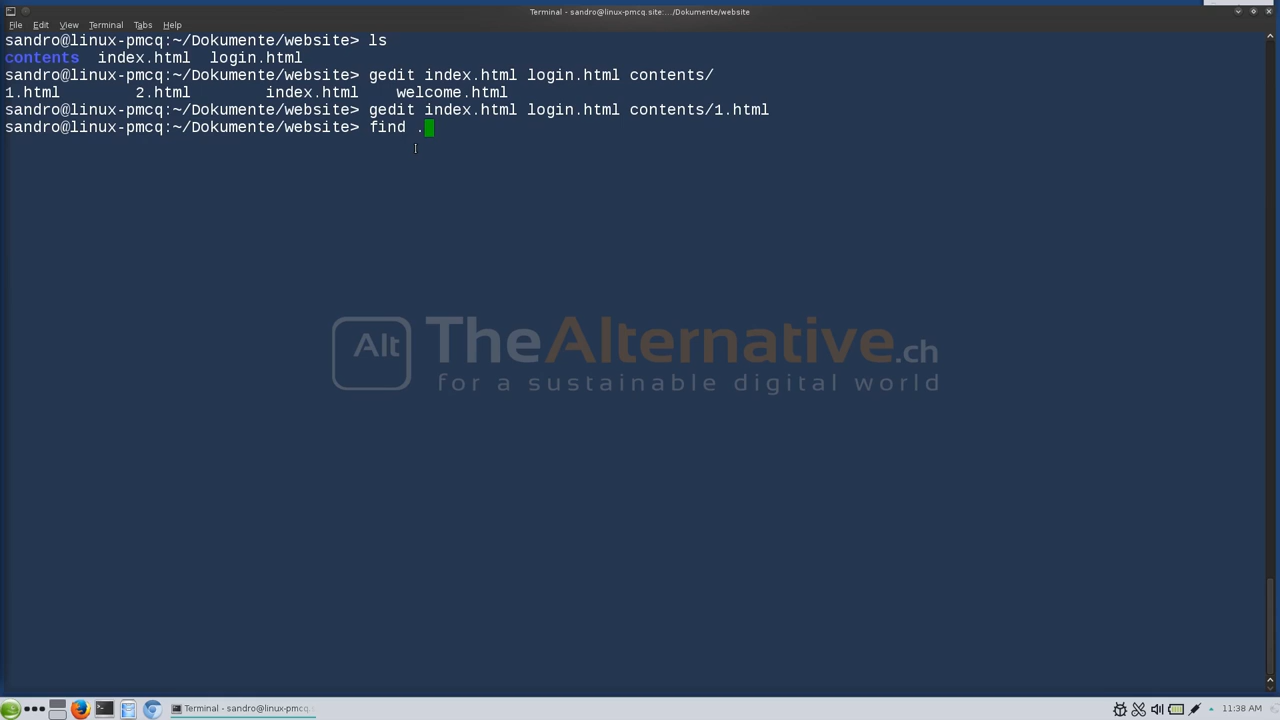 Terminal - sandro@linux-pmcq.site:.../Dokumente/website
File Edit View Terminal Tabs Help
sandro@linux-pmcq:~/Dokumente/website> ls
contents index.html login.html
sandro@linux-pmcq:~/Dokumente/website> gedit index.html login.html contents/
1.html 2.html index.html welcome.html
sandro@linux-pmcq:~/Dokumente/website> gedit index.html login.html contents/1.html
sandro@linux-pmcq:~/Dokumente/website> find .
Alt TheAlternative.ch
for a sustainable digital world
Terminal - sandro@linux-pmcq.
11:38 AM